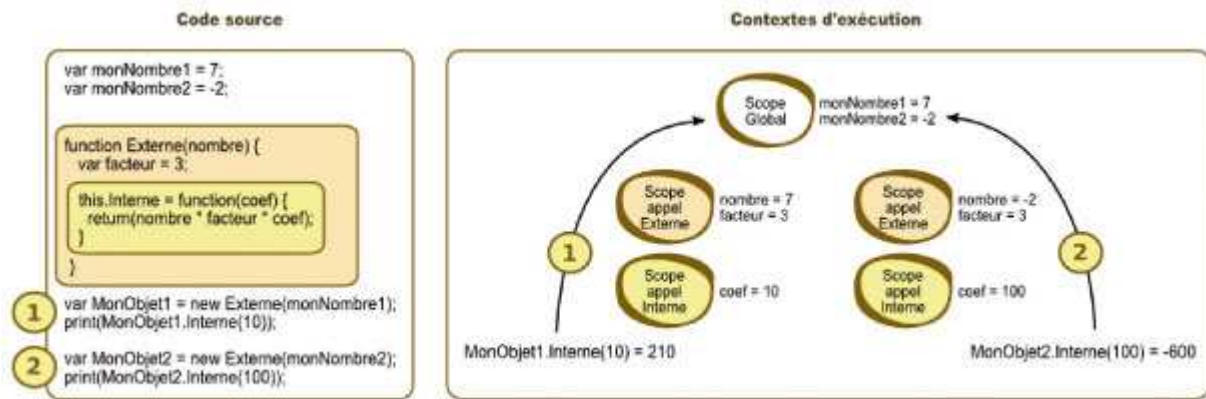 Code source
var monNombre1 = 7;
var monNombre2 = -2;
function Externe(nombre) {
var facteur = 3;
this.Interne = function(coef) {
return(nombre * facteur * coef);
}
}
1
var MonObjet1 = new Externe(monNombre1);
print(MonObjet1.Interne(10));
2
var MonObjet2 = new Externe(monNombre2);
print(MonObjet2.Interne(100));
Contextes d'exécution
Scope
Global
monNombre1 = 7
monNombre2 = -2
Scope
appel
Externe
nombre = 7
facteur = 3
Scope
appel
Externe
nombre = -2
facteur = 3
1
2
Scope
appel
Interne
coef = 10
Scope
appel
Interne
coef = 100
MonObjet1.Interne(10) = 210
MonObjet2.Interne(100) = -600